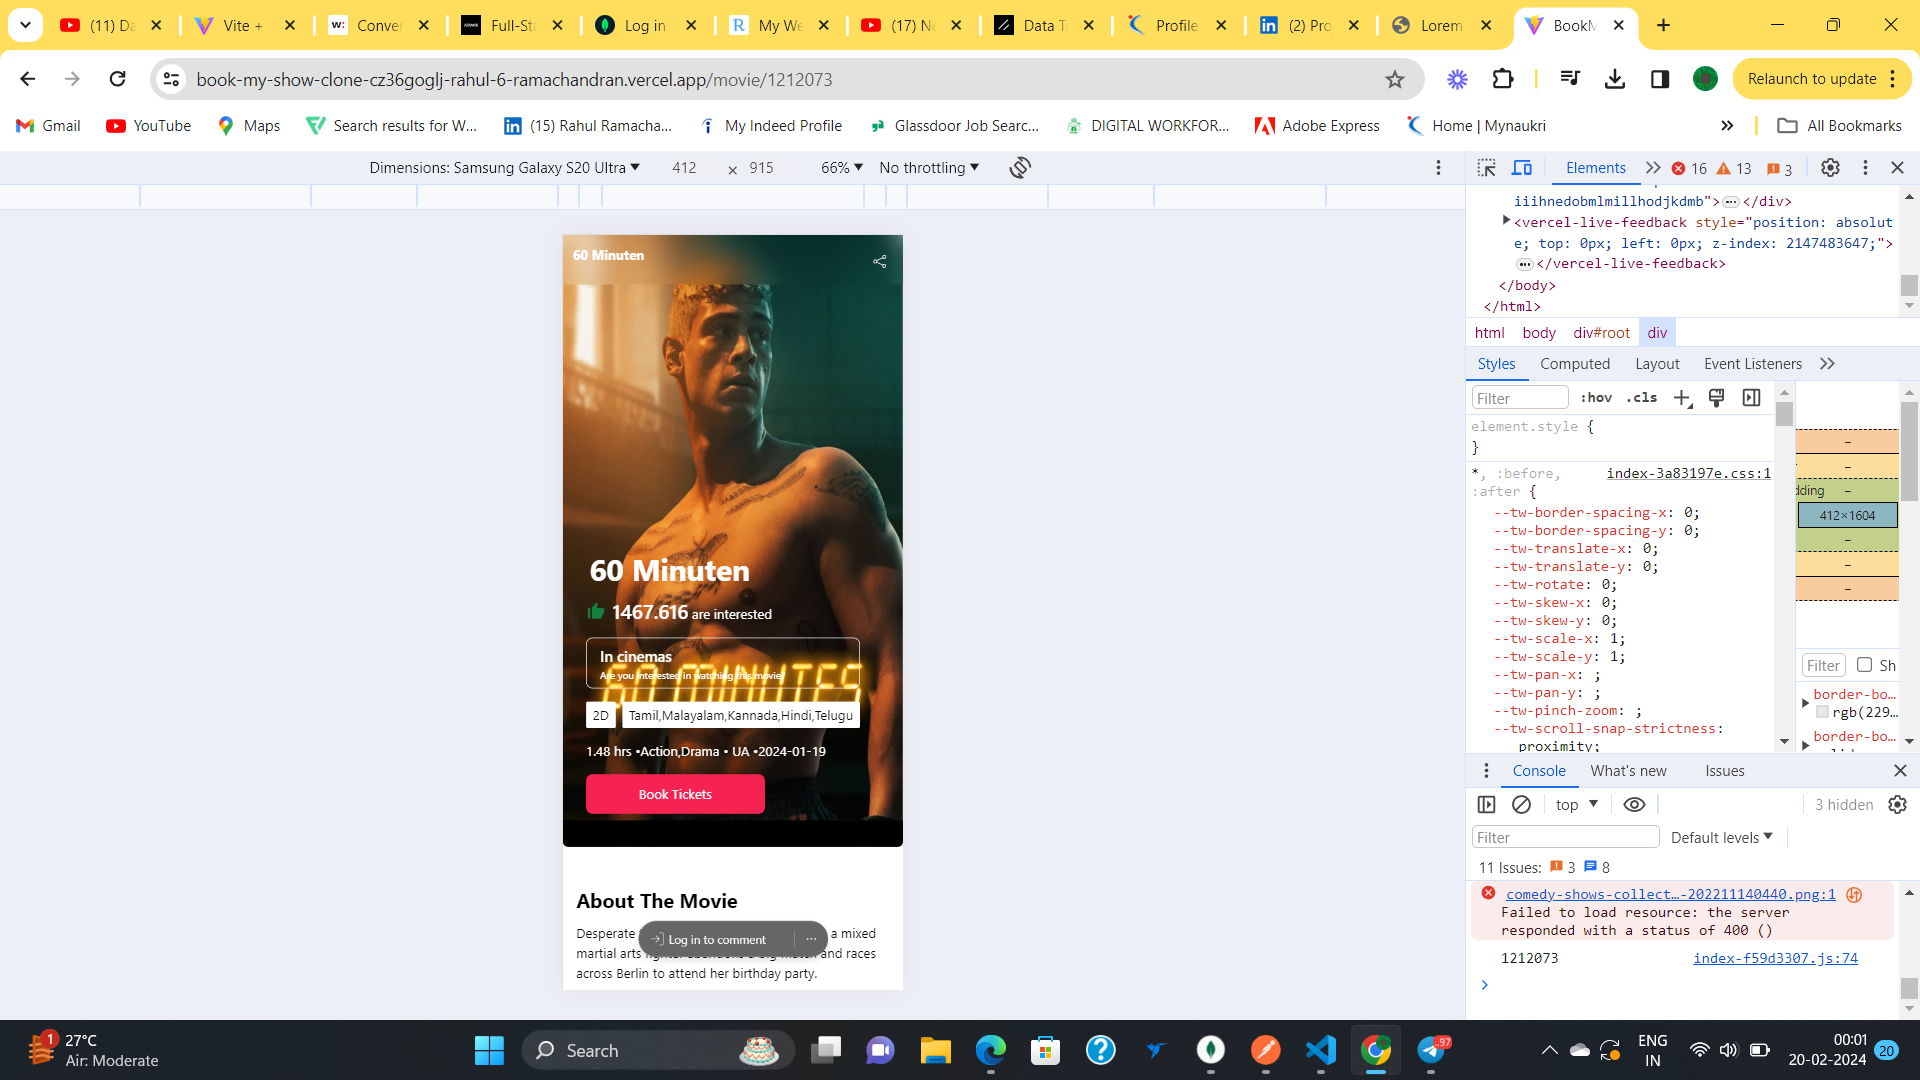 (11) Da
Vite +
Conver
Full-Sta
Log in
My We
(17) Ne
Data Ta
Profile
(2) Pro
Lorem
BookM
book-my-show-clone-cz36goglj-rahul-6-ramachandran.vercel.app/movie/1212073
Relaunch to update
Gmail
YouTube
Maps
Search results for W...
(15) Rahul Ramacha...
My Indeed Profile
Glassdoor Job Searc...
DIGITAL WORKFOR...
Adobe Express
Home | Mynaukri
All Bookmarks
Dimensions: Samsung Galaxy S20 Ultra
412 × 915
66%
No throttling
60 Minuten
60 Minuten
1467.616 are interested
In cinemas
Are you interested in watching this movie?
60 MINUTES
2D
Tamil,Malayalam,Kannada,Hindi,Telugu
1.48 hrs •Action,Drama • UA •2024-01-19
Book Tickets
About The Movie
Desperate a mixed
martial arts fighter abandons a big match and races
across Berlin to attend her birthday party.
Log in to comment
Elements
16
13
3
iiihnedobmlmillhodjkdmb"></div>
<vercel-live-feedback style="position: absolut
e; top: 0px; left: 0px; z-index: 2147483647;">
</vercel-live-feedback>
</body>
</html>
html body div#root div
Styles Computed Layout Event Listeners
Filter :hov .cls
element.style {
}
*, :before, index-3a83197e.css:1
:after {
--tw-border-spacing-x: 0;
--tw-border-spacing-y: 0;
--tw-translate-x: 0;
--tw-translate-y: 0;
--tw-rotate: 0;
--tw-skew-x: 0;
--tw-skew-y: 0;
--tw-scale-x: 1;
--tw-scale-y: 1;
--tw-pan-x: ;
--tw-pan-y: ;
--tw-pinch-zoom: ;
--tw-scroll-snap-strictness:
proximity;
–
–
dding –
412×1604
–
–
–
Filter Sh
border-bo...
rgb(229...
border-bo...
Console What's new Issues
top
3 hidden
Filter Default levels
11 Issues: 3 8
comedy-shows-collect…-202211140440.png:1
Failed to load resource: the server
responded with a status of 400 ()
1212073 index-f59d3307.js:74
1
27°C
Air: Moderate
Search
97
ENG
IN
00:01
20-02-2024
20